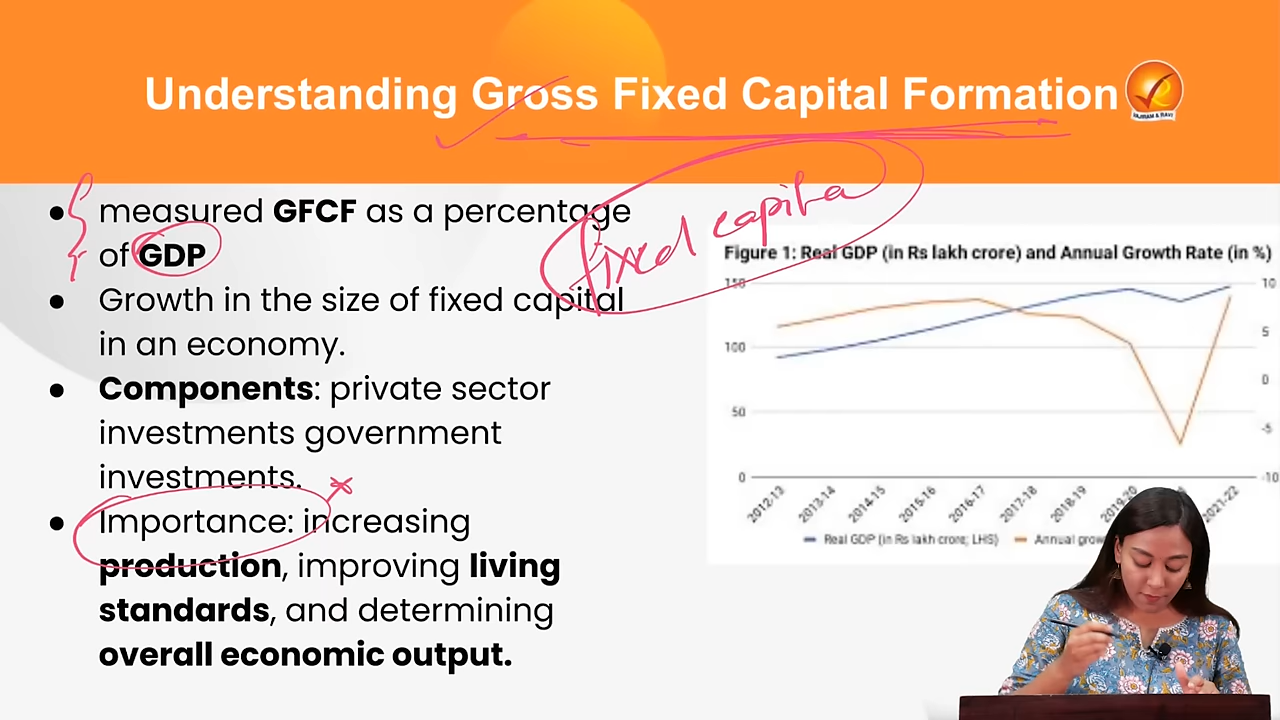 Understanding Gross Fixed Capital Formation
VAJIRAM & RAVI
● measured GFCF as a percentage
of GDP
fixed capital
● Growth in the size of fixed capital
in an economy.
● Components: private sector
investments government
investments.
● Importance: increasing
production, improving living
standards, and determining
overall economic output.
Figure 1: Real GDP (in Rs lakh crore) and Annual Growth Rate (in %)
150
100
50
0
10
5
0
-5
-10
2012-13
2013-14
2014-15
2015-16
2016-17
2017-18
2018-19
2019-20
2021-22
Real GDP (in Rs lakh crore; LHS)
Annual grow